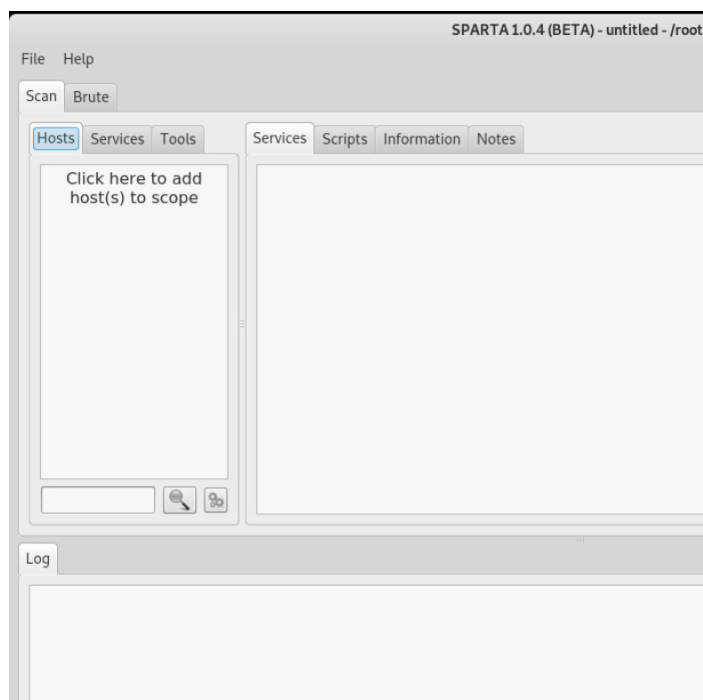 SPARTA 1.0.4 (BETA) - untitled - /root
File Help
Scan Brute
Hosts Services Tools Services Scripts Information Notes
Click here to add
host(s) to scope
Log